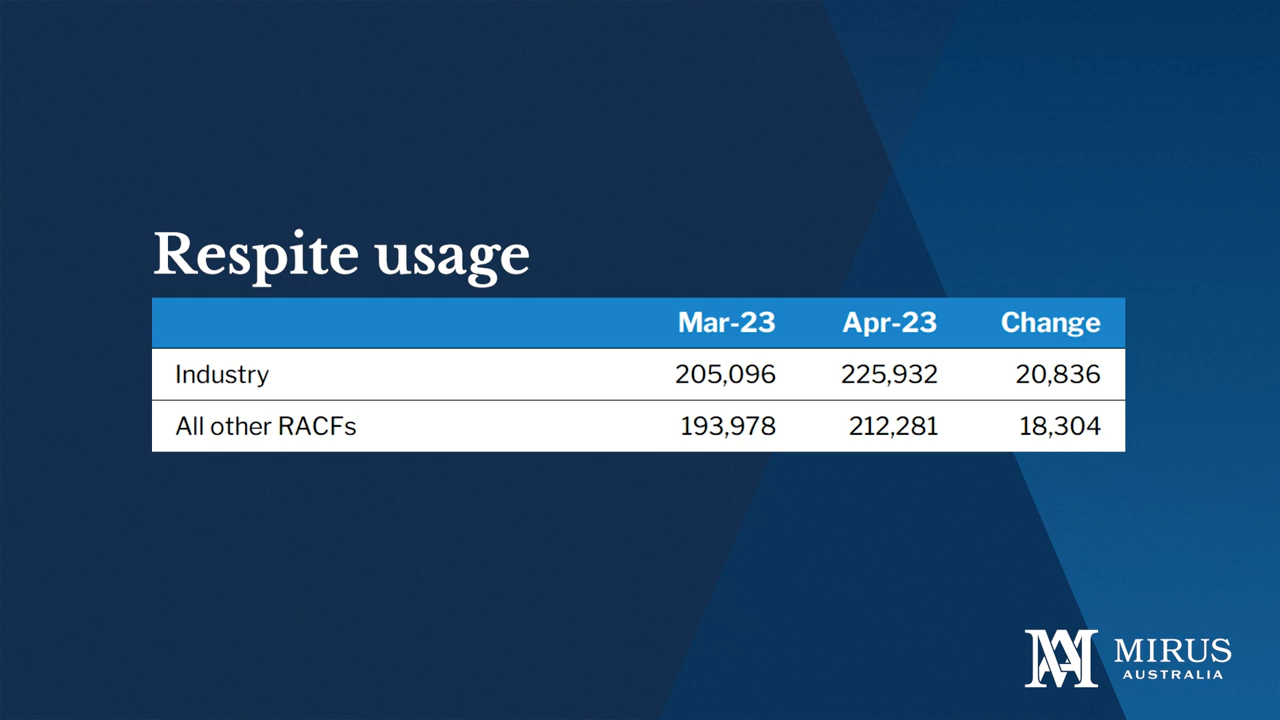 Respite usage
Mar-23 Apr-23 Change
Industry 205,096 225,932 20,836
All other RACFs 193,978 212,281 18,304
MIRUS
AUSTRALIA